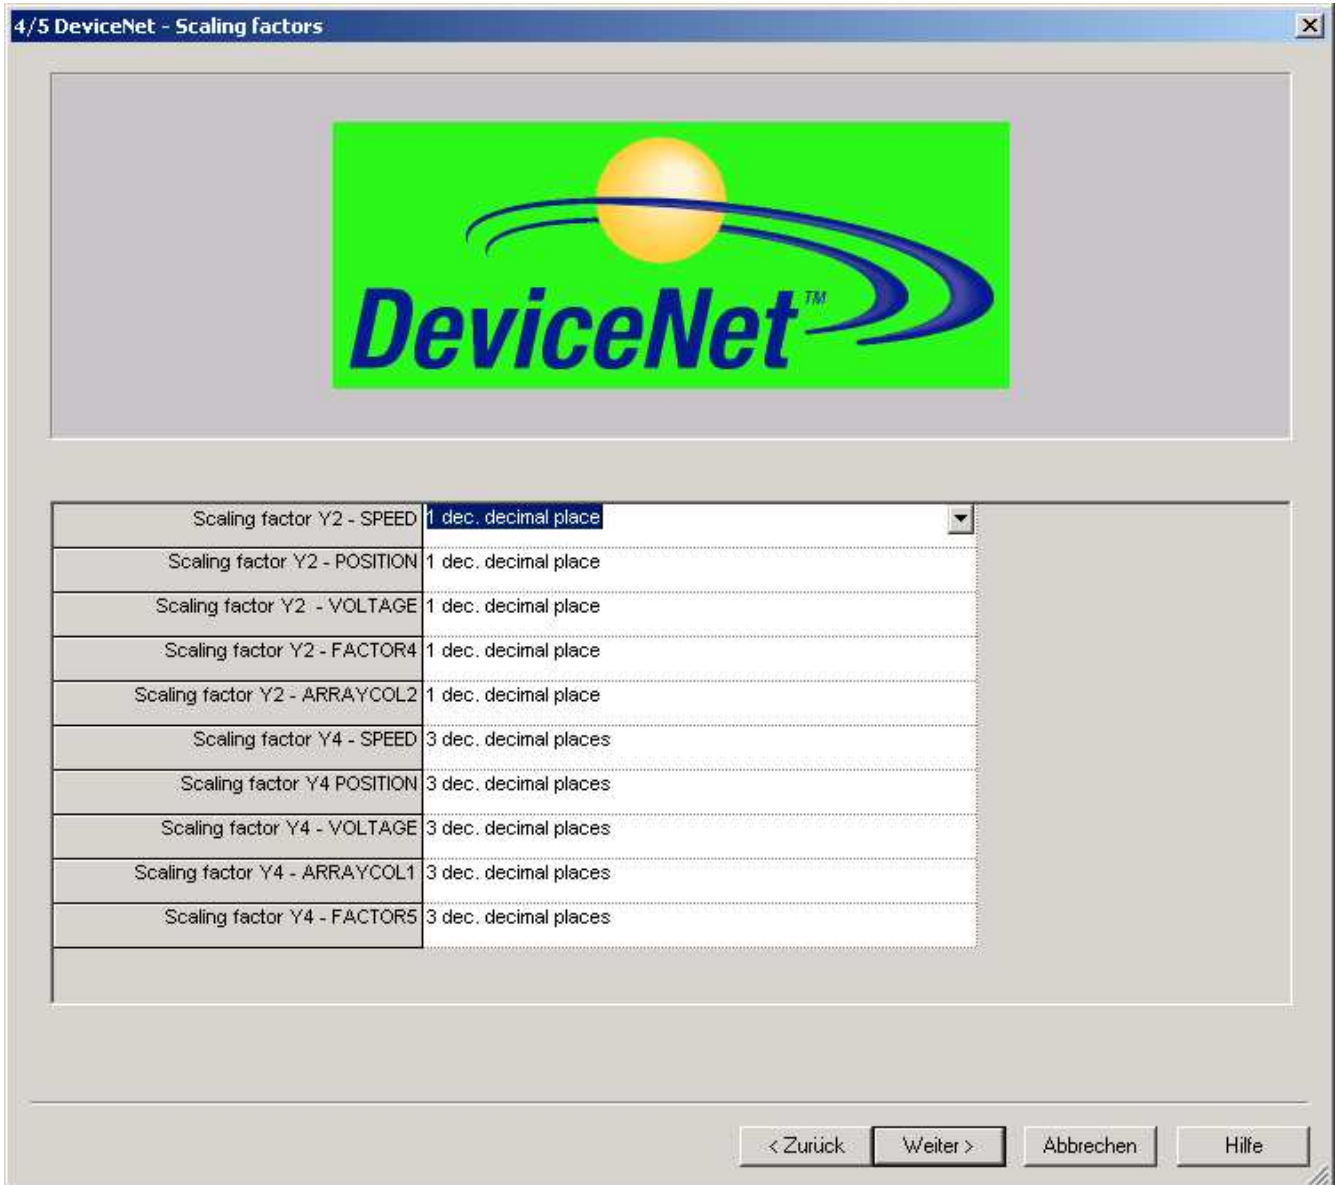 4/5 DeviceNet - Scaling factors
DeviceNet™
Scaling factor Y2 - SPEED 1 dec. decimal place
Scaling factor Y2 - POSITION 1 dec. decimal place
Scaling factor Y2 - VOLTAGE 1 dec. decimal place
Scaling factor Y2 - FACTOR4 1 dec. decimal place
Scaling factor Y2 - ARRAYCOL2 1 dec. decimal place
Scaling factor Y4 - SPEED 3 dec. decimal places
Scaling factor Y4 POSITION 3 dec. decimal places
Scaling factor Y4 - VOLTAGE 3 dec. decimal places
Scaling factor Y4 - ARRAYCOL1 3 dec. decimal places
Scaling factor Y4 - FACTOR5 3 dec. decimal places
< Zurück Weiter > Abbrechen Hilfe